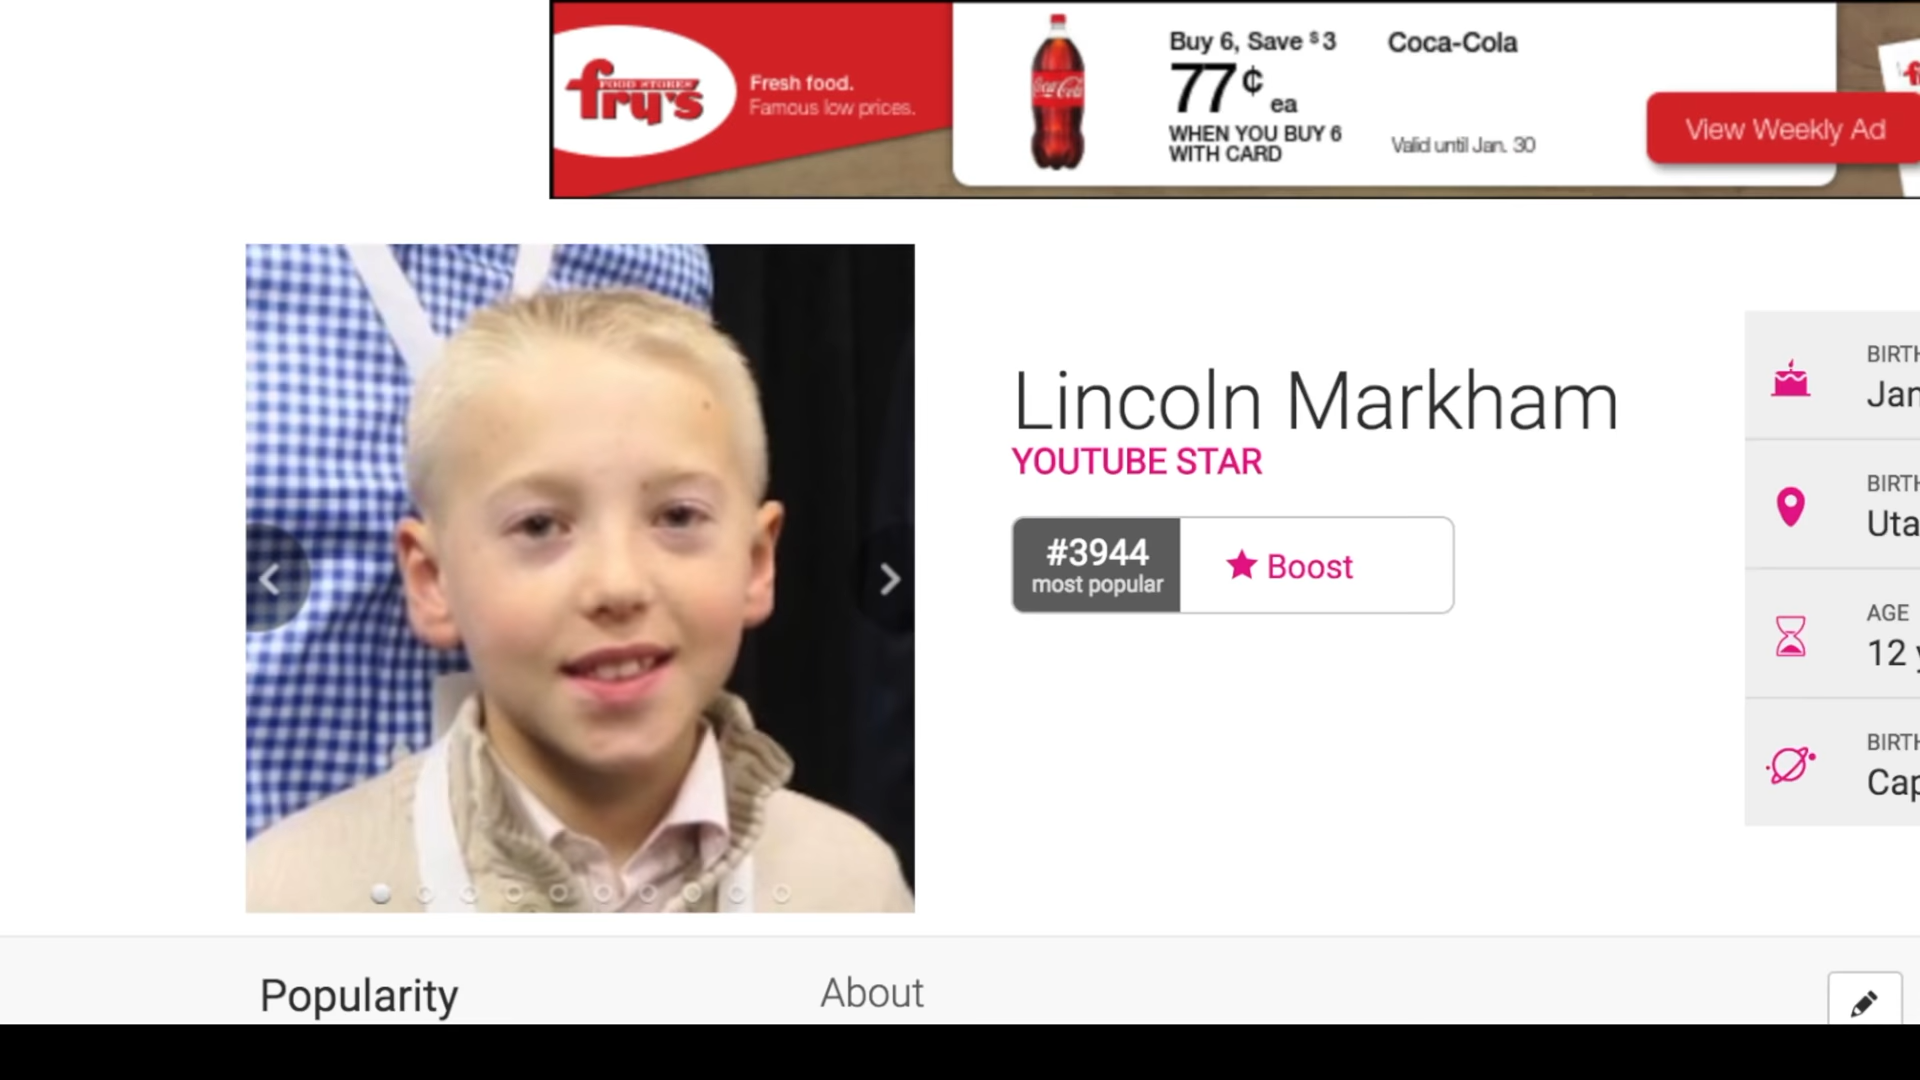 fry's
FOOD STORES
Fresh food.
Famous low prices.
Coca-Cola
Buy 6, Save $3
77¢ ea
WHEN YOU BUY 6
WITH CARD
Coca-Cola
Valid until Jan. 30
View Weekly Ad
Lincoln Markham
YOUTUBE STAR
#3944
most popular
Boost
BIRTH
Jan
BIRTH
Uta
AGE
12 y
BIRTH
Cap
Popularity
About